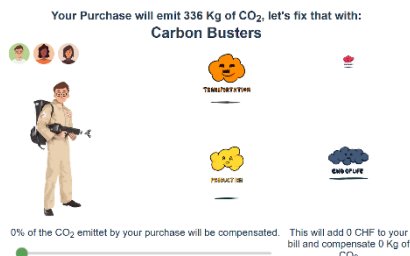 Your Purchase will emit 336 Kg of CO2, let's fix that with:
Carbon Busters
TRANSPORTATION
PRODUCTION
END OF LIFE
0% of the CO2 emittet by your purchase will be compensated.
This will add 0 CHF to your
bill and compensate 0 Kg of
CO2